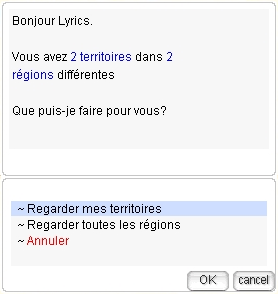 Bonjour Lyrics.
Vous avez 2 territoires dans 2
régions différentes
Que puis-je faire pour vous?
~ Regarder mes territoires
~ Regarder toutes les régions
~ Annuler
OK cancel